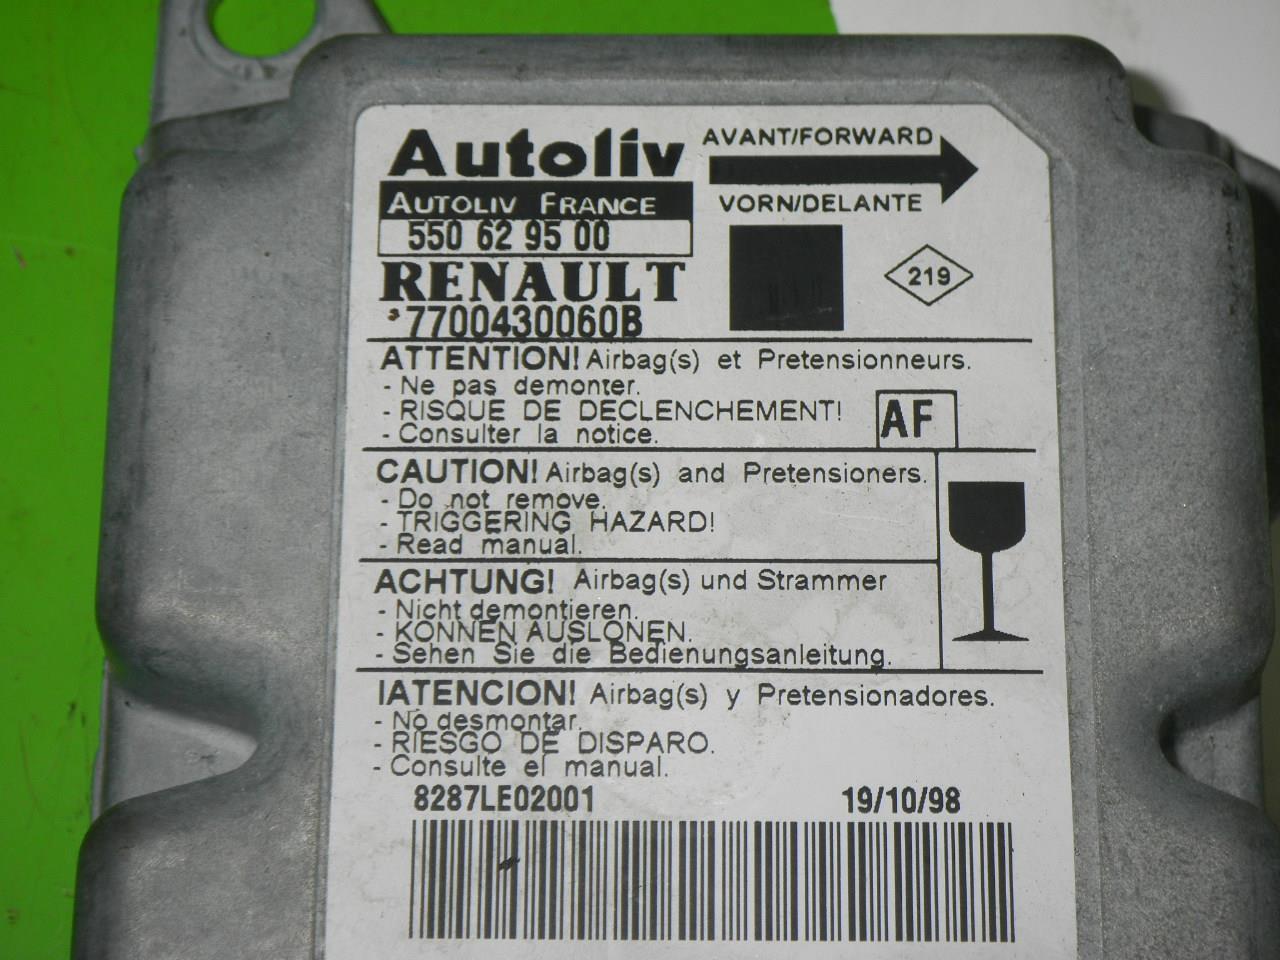 Autoliv
AUTOLIV FRANCE
550 62 95 00
AVANT/FORWARD
VORN/DELANTE
219
RENAULT
*7700430060B
ATTENTION! Airbag(s) et Pretensionneurs.
- Ne pas demonter.
- RISQUE DE DECLENCHEMENT!
- Consulter la notice.
AF
CAUTION! Airbag(s) and Pretensioners.
- Do not remove.
- TRIGGERING HAZARD!
- Read manual.
ACHTUNG! Airbag(s) und Strammer
- Nicht demontieren.
- KONNEN AUSLONEN.
- Sehen Sie die Bedienungsanleitung.
IATENCION! Airbag(s) y Pretensionadores.
- No desmontar.
- RIESGO DE DISPARO.
- Consulte el manual.
8287LE02001 19/10/98